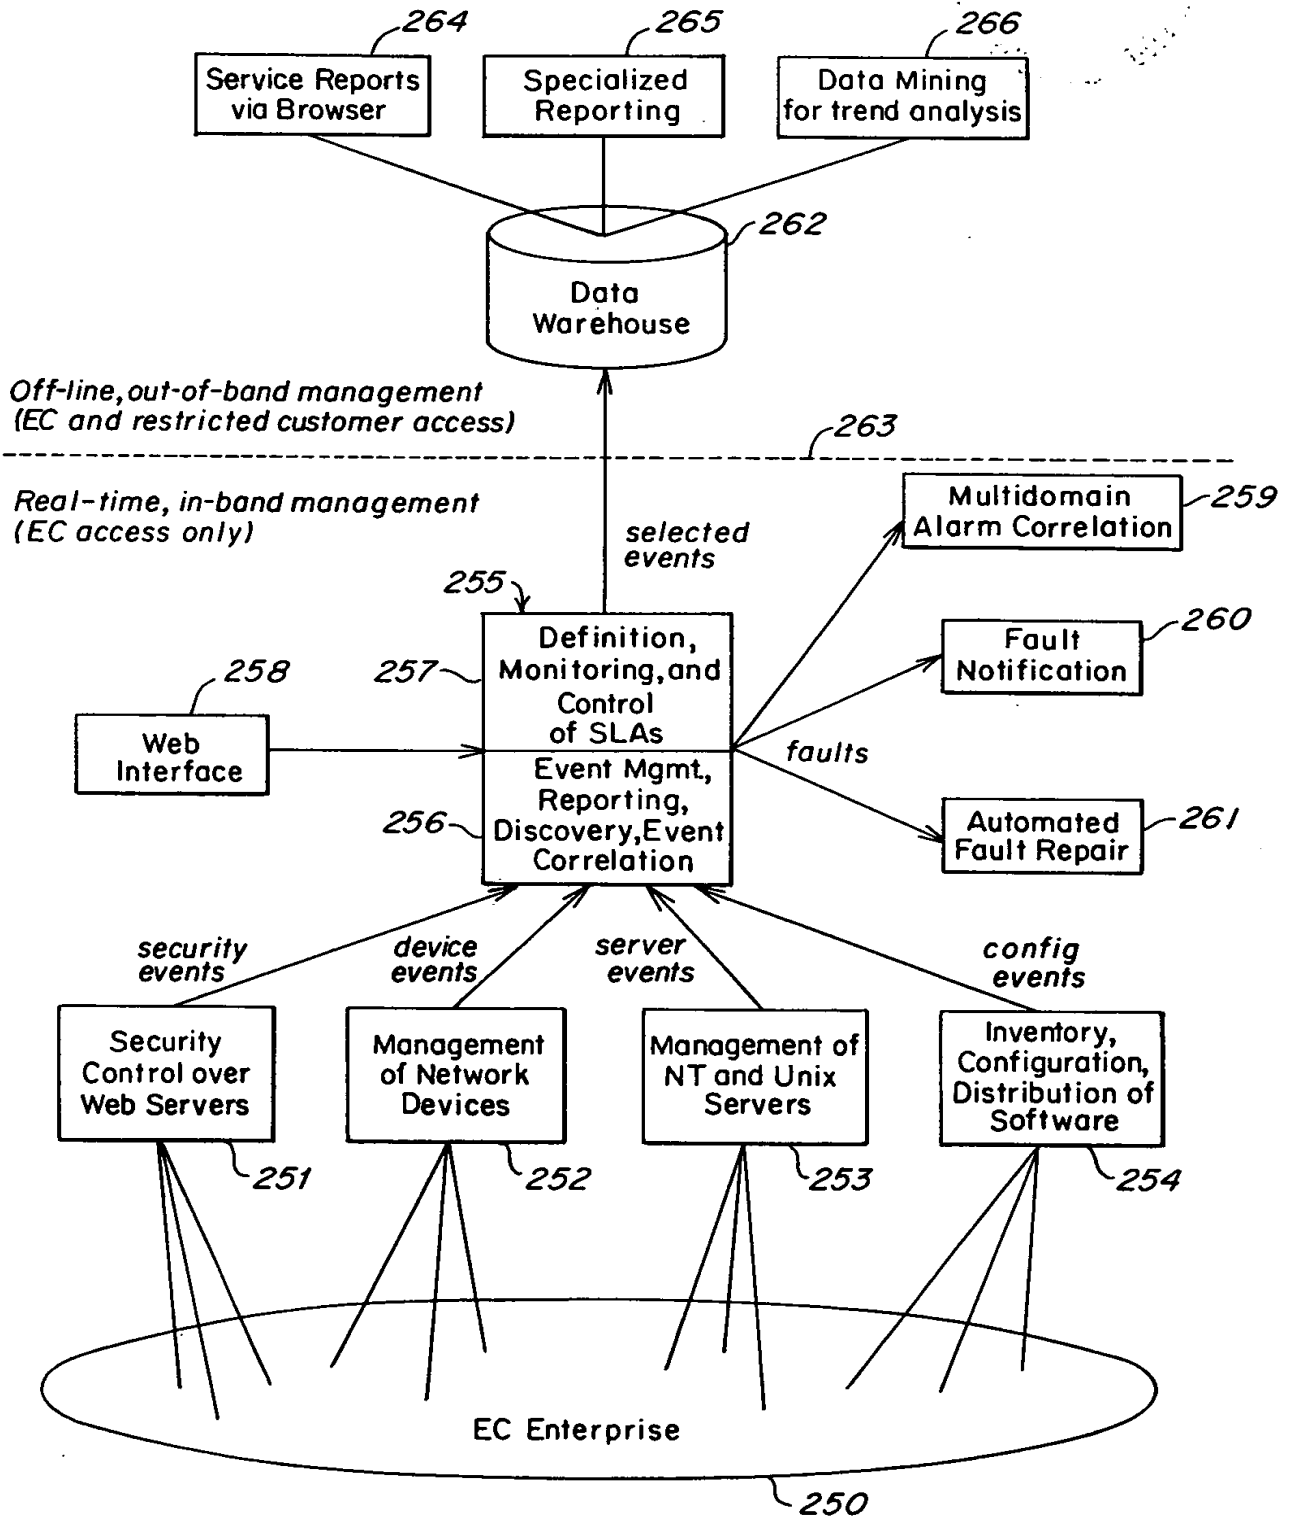 264
265
266
Service Reports
via Browser
Specialized
Reporting
Data Mining
for trend analysis
262
Data
Warehouse
Off-line, out-of-band management
(EC and restricted customer access)
263
Real-time, in-band management
(EC access only)
Multidomain
Alarm Correlation
259
selected
events
255
258
257
Definition,
Monitoring, and
Control
of SLAs
Fault
Notification
260
Web
Interface
faults
256
Event Mgmt,
Reporting,
Discovery, Event
Correlation
Automated
Fault Repair
261
security
events
device
events
server
events
config
events
Security
Control over
Web Servers
Management
of Network
Devices
Management of
NT and Unix
Servers
Inventory,
Configuration,
Distribution of
Software
251
252
253
254
EC Enterprise
250